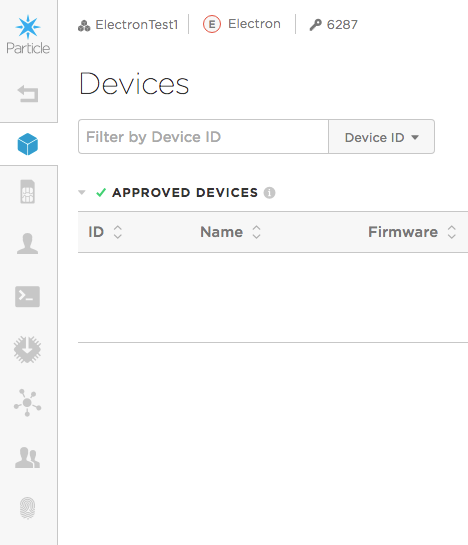 Particle
ElectronTest1 E Electron 6287
Devices
Filter by Device ID Device ID
APPROVED DEVICES
ID Name Firmware